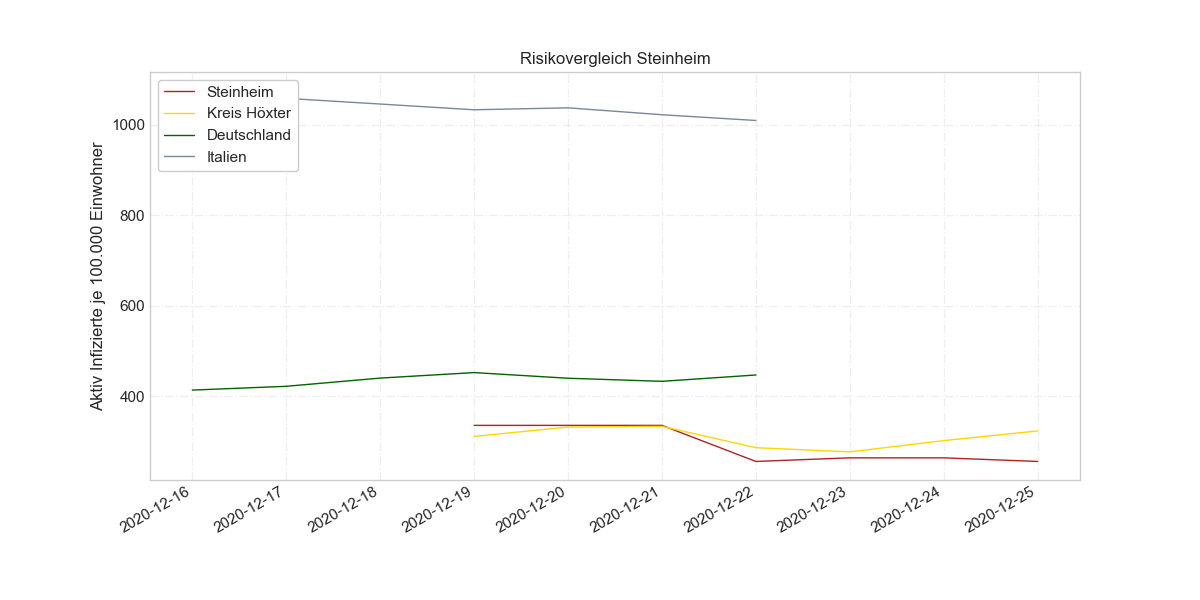 Risikovergleich Steinheim
Steinheim
Kreis Höxter
Deutschland
Italien
Aktiv Infizierte je 100.000 Einwohner
1000
800
600
400
2020-12-16
2020-12-17
2020-12-18
2020-12-19
2020-12-20
2020-12-21
2020-12-22
2020-12-23
2020-12-24
2020-12-25